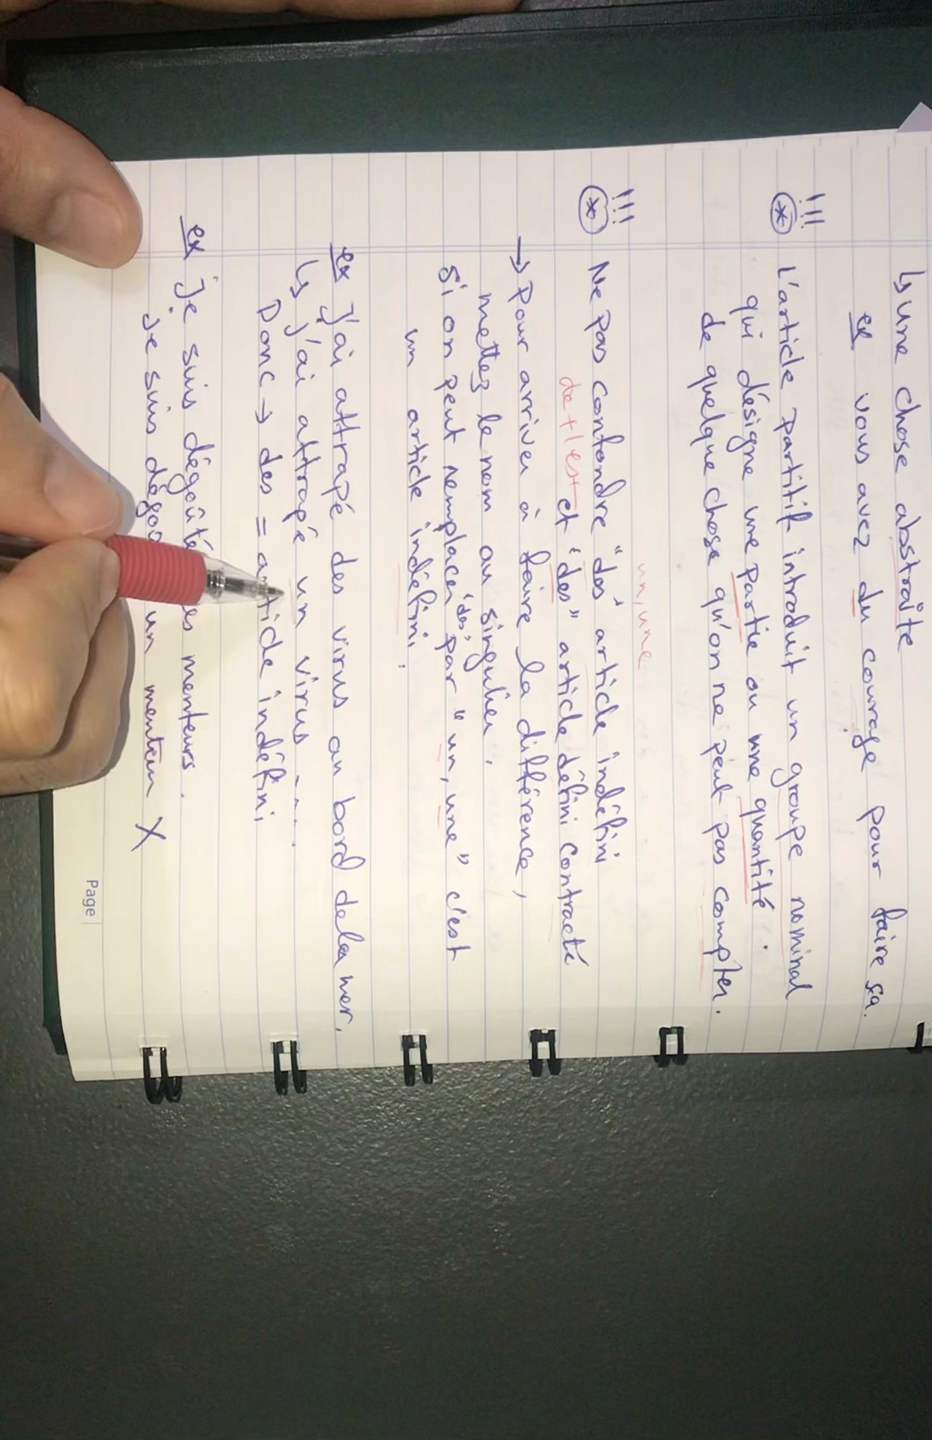 ↳ Une chose abstraite
ex vous avez du courage pour faire ça.
!!!
* L'article partitif introduit un groupe nominal
qui désigne une partie ou une quantité.
de quelque chose qu'on ne peut pas compter.
un, une
!!!
* Ne pas confondre "des" article indéfini
de + les et "des" article défini contracté
→ pour arriver à faire la différence,
mettez le nom au singulier,
si on peut remplacer "des" par "un, une" c'est
un article indéfini,
ex J'ai attrapé des virus au bord de la mer.
↳ j'ai attrapé un virus ....
Donc → des = article indéfini
ex Je suis dégoûté es menteurs.
Je suis dégoû un menteur X
Page